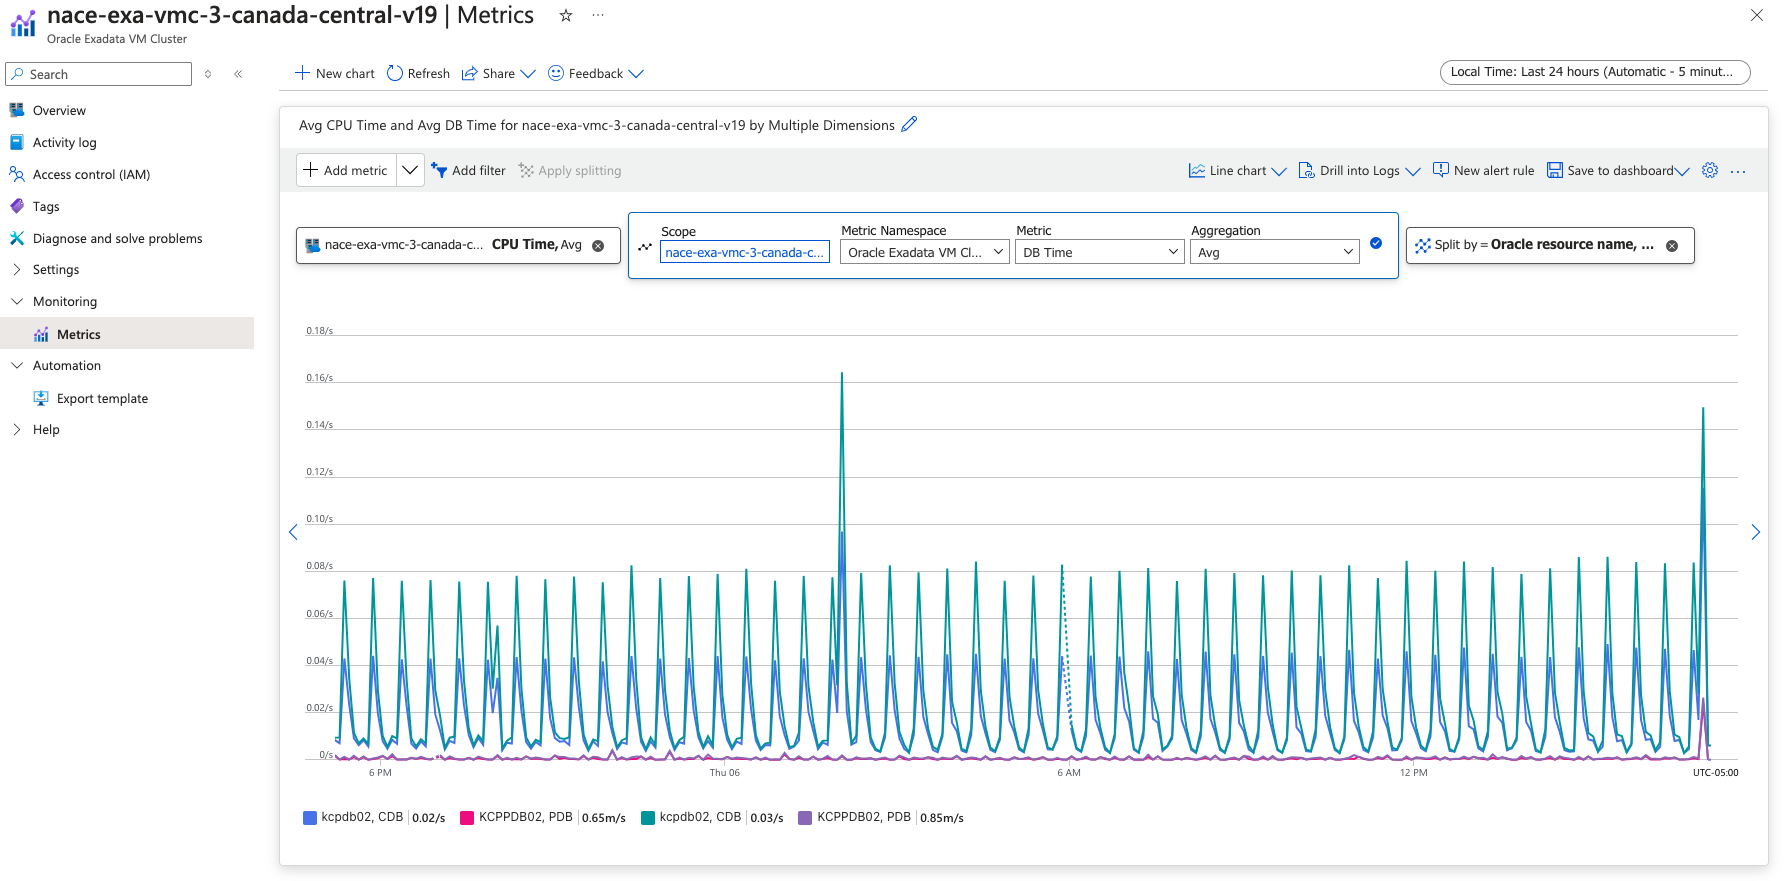 nace-exa-vmc-3-canada-central-v19 | Metrics
Oracle Exadata VM Cluster
Search
Overview
Activity log
Access control (IAM)
Tags
Diagnose and solve problems
Settings
Monitoring
Metrics
Automation
Export template
Help
New chart
Refresh
Share
Feedback
Local Time: Last 24 hours (Automatic - 5 minut...
Avg CPU Time and Avg DB Time for nace-exa-vmc-3-canada-central-v19 by Multiple Dimensions
Add metric
Add filter
Apply splitting
Line chart
Drill into Logs
New alert rule
Save to dashboard
nace-exa-vmc-3-canada-c... CPU Time, Avg
Scope
nace-exa-vmc-3-canada-c...
Metric Namespace
Oracle Exadata VM Cl...
Metric
DB Time
Aggregation
Avg
Split by = Oracle resource name, ...
0.18/s
0.16/s
0.14/s
0.12/s
0.10/s
0.08/s
0.06/s
0.04/s
0.02/s
0/s
6 PM
Thu 06
6 AM
12 PM
UTC-05:00
kcpdb02, CDB 0.02/s
KCPPDB02, PDB 0.65m/s
kcpdb02, CDB 0.03/s
KCPPDB02, PDB 0.85m/s